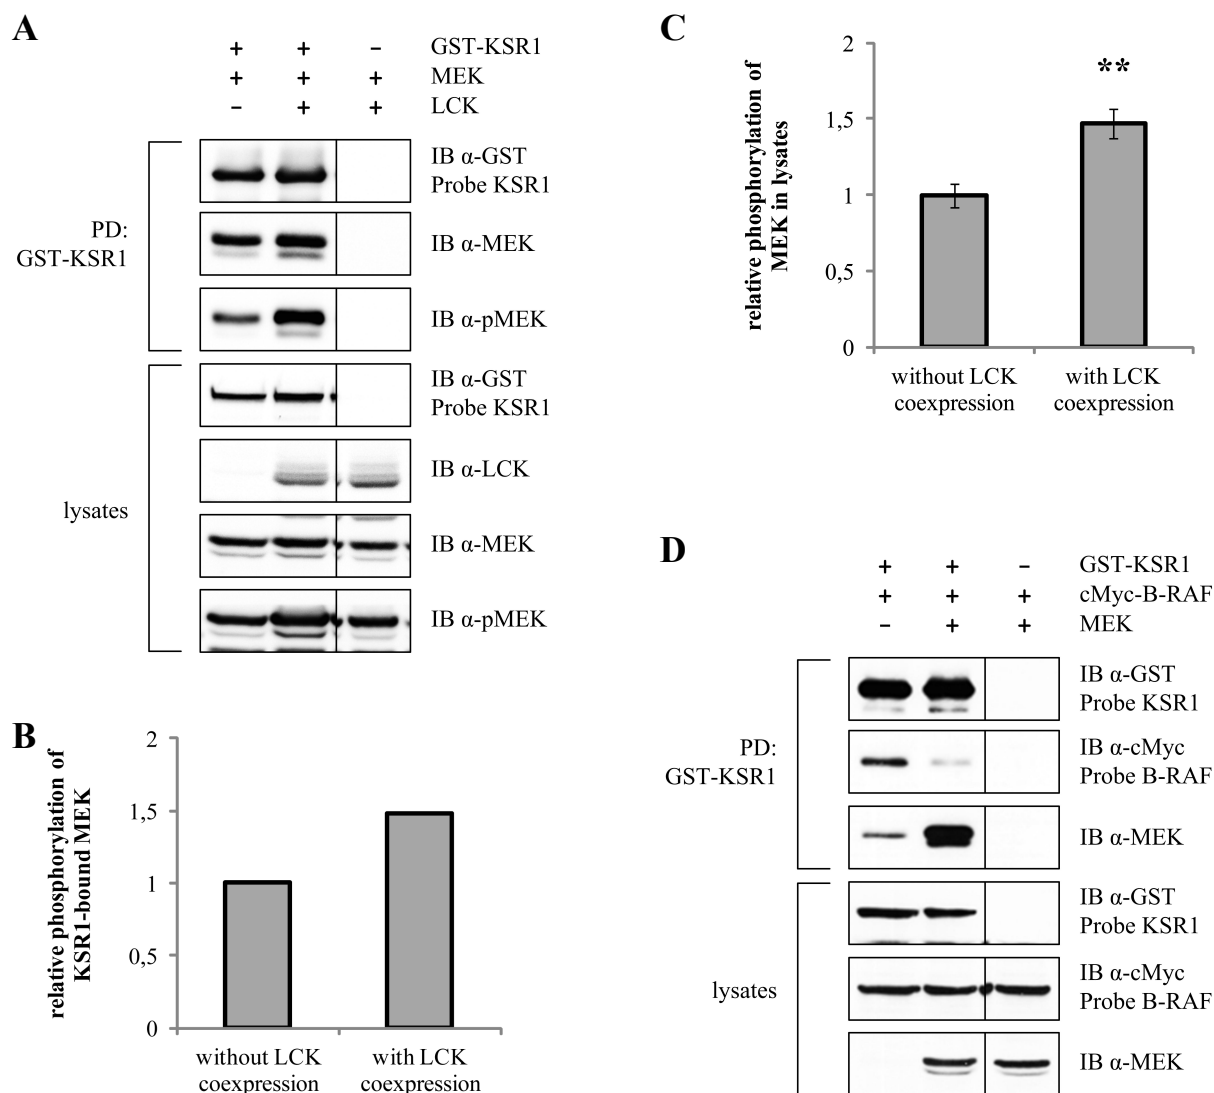 A
+ + – GST-KSR1
+ + + MEK
– + + LCK
PD:
GST-KSR1
IB α-GST
Probe KSR1
IB α-MEK
IB α-pMEK
lysates
IB α-GST
Probe KSR1
IB α-LCK
IB α-MEK
IB α-pMEK
B
relative phosphorylation of
KSR1-bound MEK
2
1,5
1
0,5
0
without LCK
coexpression
with LCK
coexpression
C
relative phosphorylation of
MEK in lysates
2
1,5
1
0,5
0
**
without LCK
coexpression
with LCK
coexpression
D
+ + – GST-KSR1
+ + + cMyc-B-RAF
– + + MEK
PD:
GST-KSR1
IB α-GST
Probe KSR1
IB α-cMyc
Probe B-RAF
IB α-MEK
lysates
IB α-GST
Probe KSR1
IB α-cMyc
Probe B-RAF
IB α-MEK